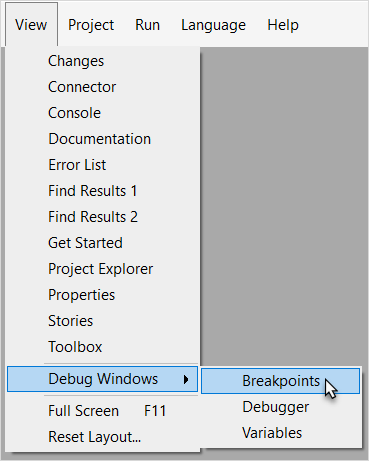 View Project Run Language Help
Changes
Connector
Console
Documentation
Error List
Find Results 1
Find Results 2
Get Started
Project Explorer
Properties
Stories
Toolbox
Debug Windows
Breakpoints
Debugger
Variables
Full Screen F11
Reset Layout...